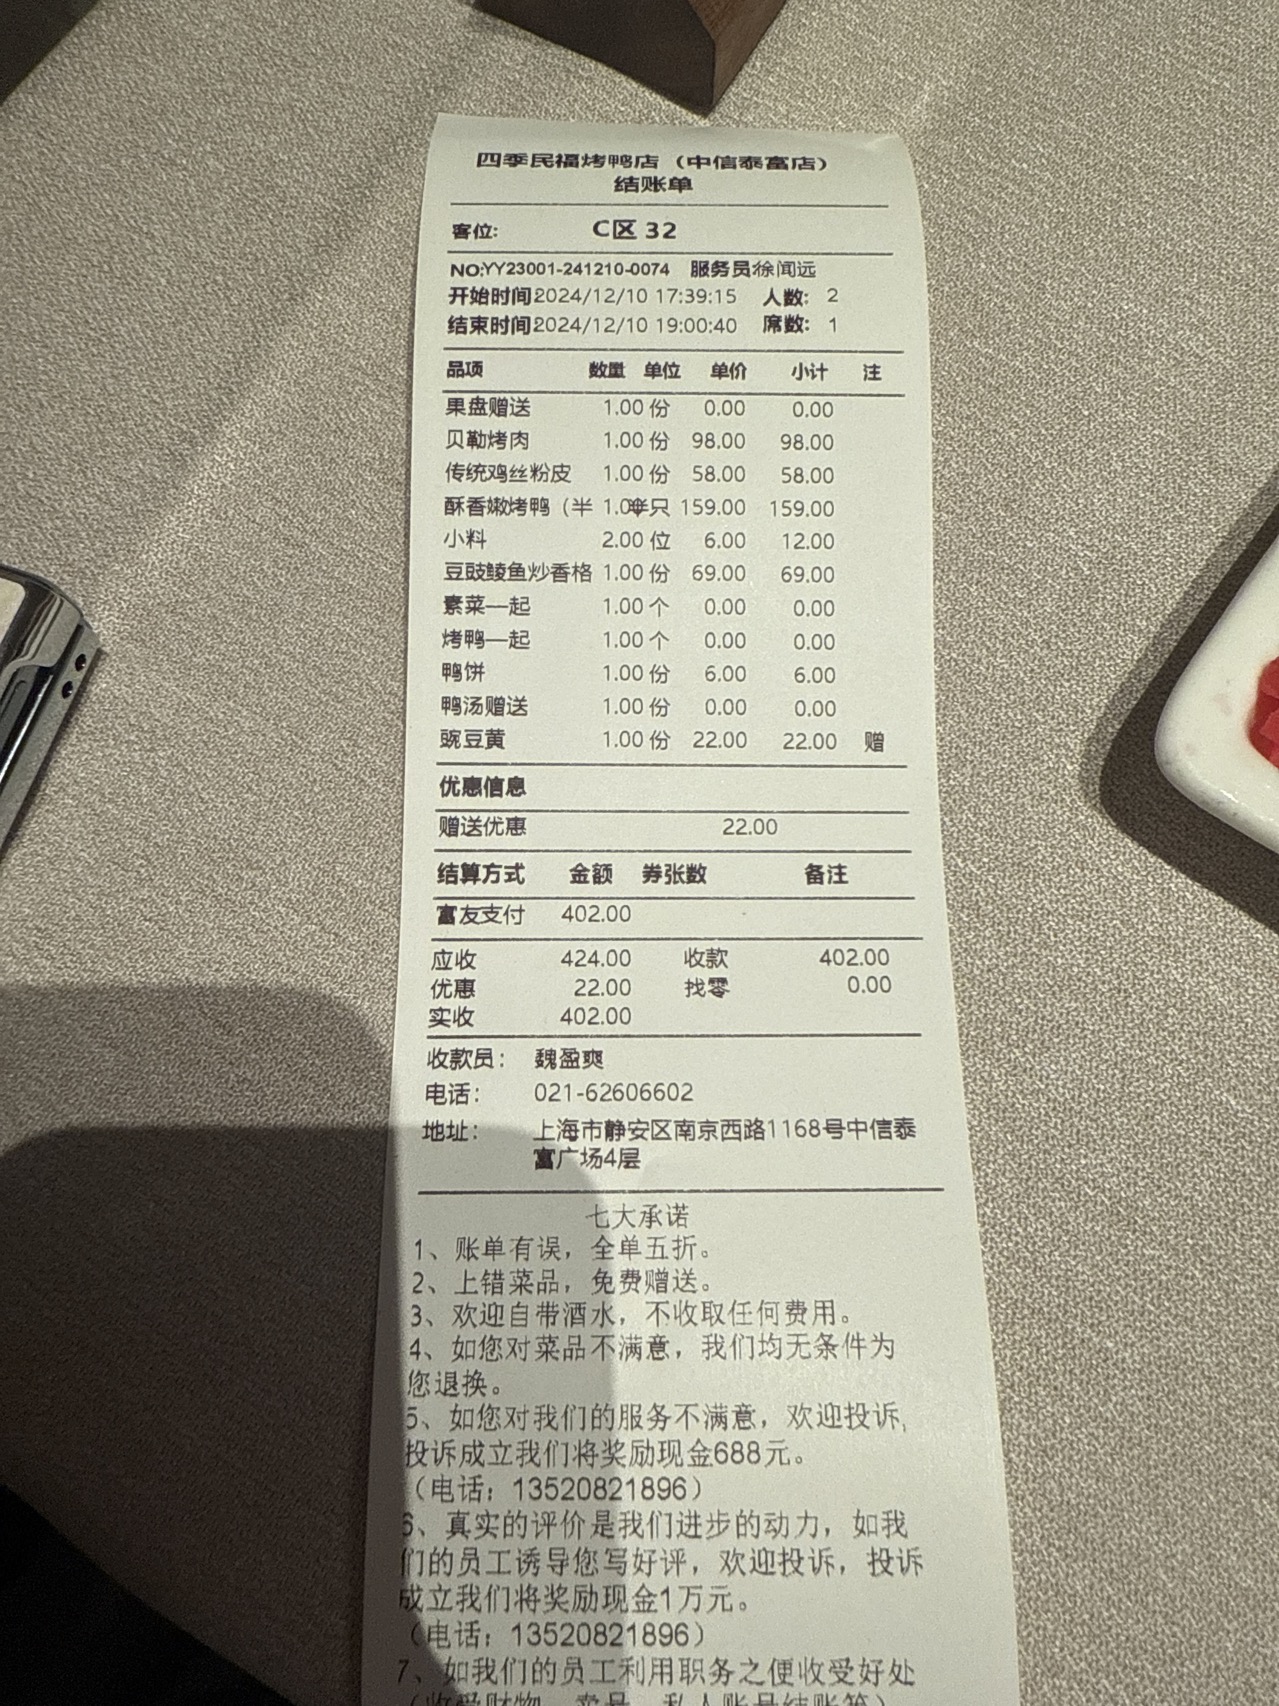 四季民福烤鸭店（中信泰富店）
结账单
客位： C区 32
NO:YY23001-241210-0074 服务员:徐闻远
开始时间2024/12/10 17:39:15 人数： 2
结束时间2024/12/10 19:00:40 席数： 1
品项 数量 单位 单价 小计 注
果盘赠送 1.00 份 0.00 0.00
贝勒烤肉 1.00 份 98.00 98.00
传统鸡丝粉皮 1.00 份 58.00 58.00
酥香嫩烤鸭（半 1.00半只 159.00 159.00
小料 2.00 位 6.00 12.00
豆豉鲮鱼炒香格 1.00 份 69.00 69.00
素菜一起 1.00 个 0.00 0.00
烤鸭一起 1.00 个 0.00 0.00
鸭饼 1.00 份 6.00 6.00
鸭汤赠送 1.00 份 0.00 0.00
豌豆黄 1.00 份 22.00 22.00 赠
优惠信息
赠送优惠 22.00
结算方式 金额 券张数 备注
富友支付 402.00
应收 424.00 收款 402.00
优惠 22.00 找零 0.00
实收 402.00
收款员： 魏盈爽
电话： 021-62606602
地址： 上海市静安区南京西路1168号中信泰
富广场4层
七大承诺
1、账单有误，全单五折。
2、上错菜品，免费赠送。
3、欢迎自带酒水，不收取任何费用。
4、如您对菜品不满意，我们均无条件为
您退换。
5、如您对我们的服务不满意，欢迎投诉，
投诉成立我们将奖励现金688元。
（电话：13520821896）
6、真实的评价是我们进步的动力，如我
们的员工诱导您写好评，欢迎投诉，投诉
成立我们将奖励现金1万元。
（电话：13520821896）
7、如我们的员工利用职务之便收受好处
（收受财物、卖号、私人账号结账等）